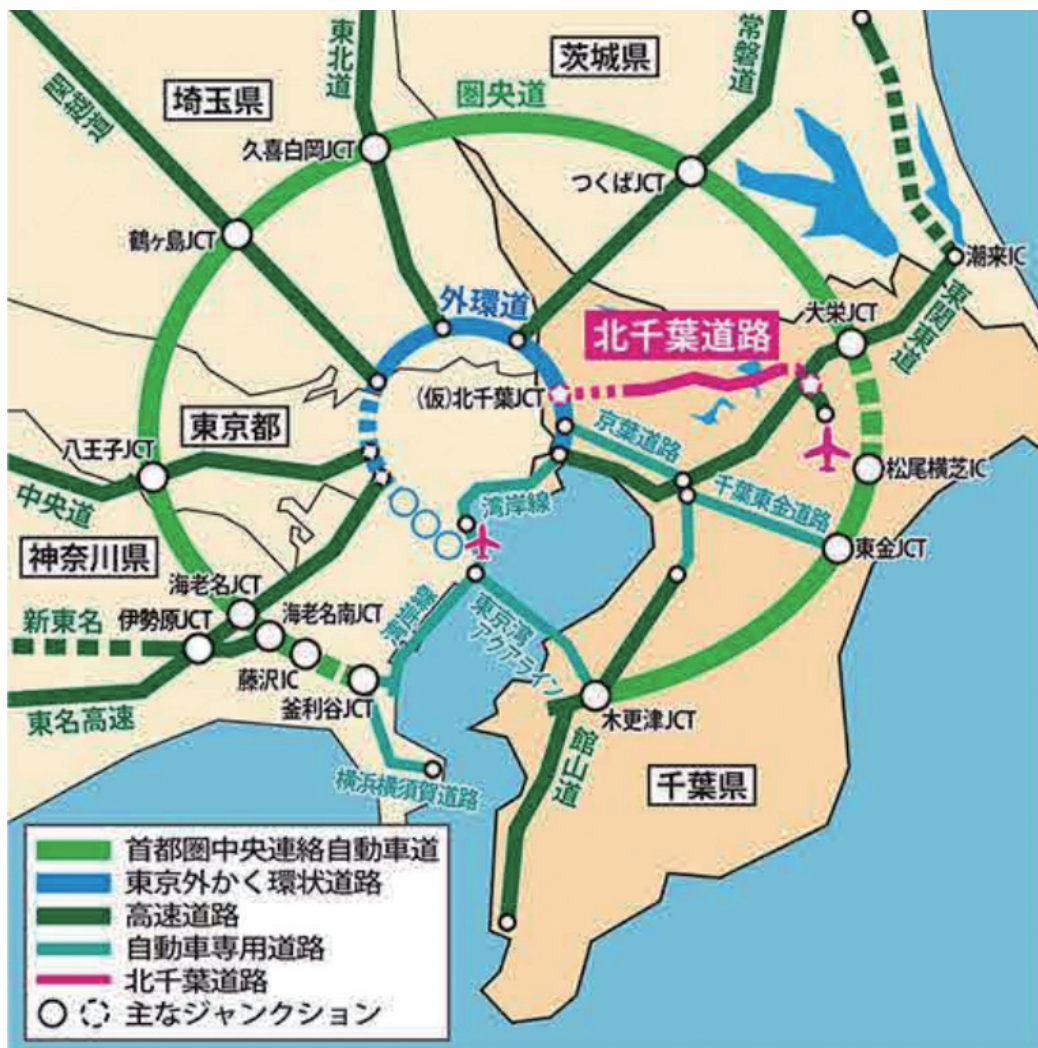 東北道
茨城県
常磐道
埼玉県
圏央道
関越道
久喜白岡JCT
つくばJCT
鶴ヶ島JCT
潮来IC
外環道
大栄JCT
東関東道
北千葉道路
(仮)北千葉JCT
東京都
京葉道路
八王子JCT
松尾横芝IC
中央道
湾岸線
千葉東金道路
神奈川県
東金JCT
海老名JCT
伊勢原JCT
海老名南JCT
新東名
湾岸線
東京湾
アクアライン
藤沢IC
釜利谷JCT
東名高速
木更津JCT
館山道
横浜横須賀道路
千葉県
首都圏中央連絡自動車道
東京外かく環状道路
高速道路
自動車専用道路
北千葉道路
主なジャンクション